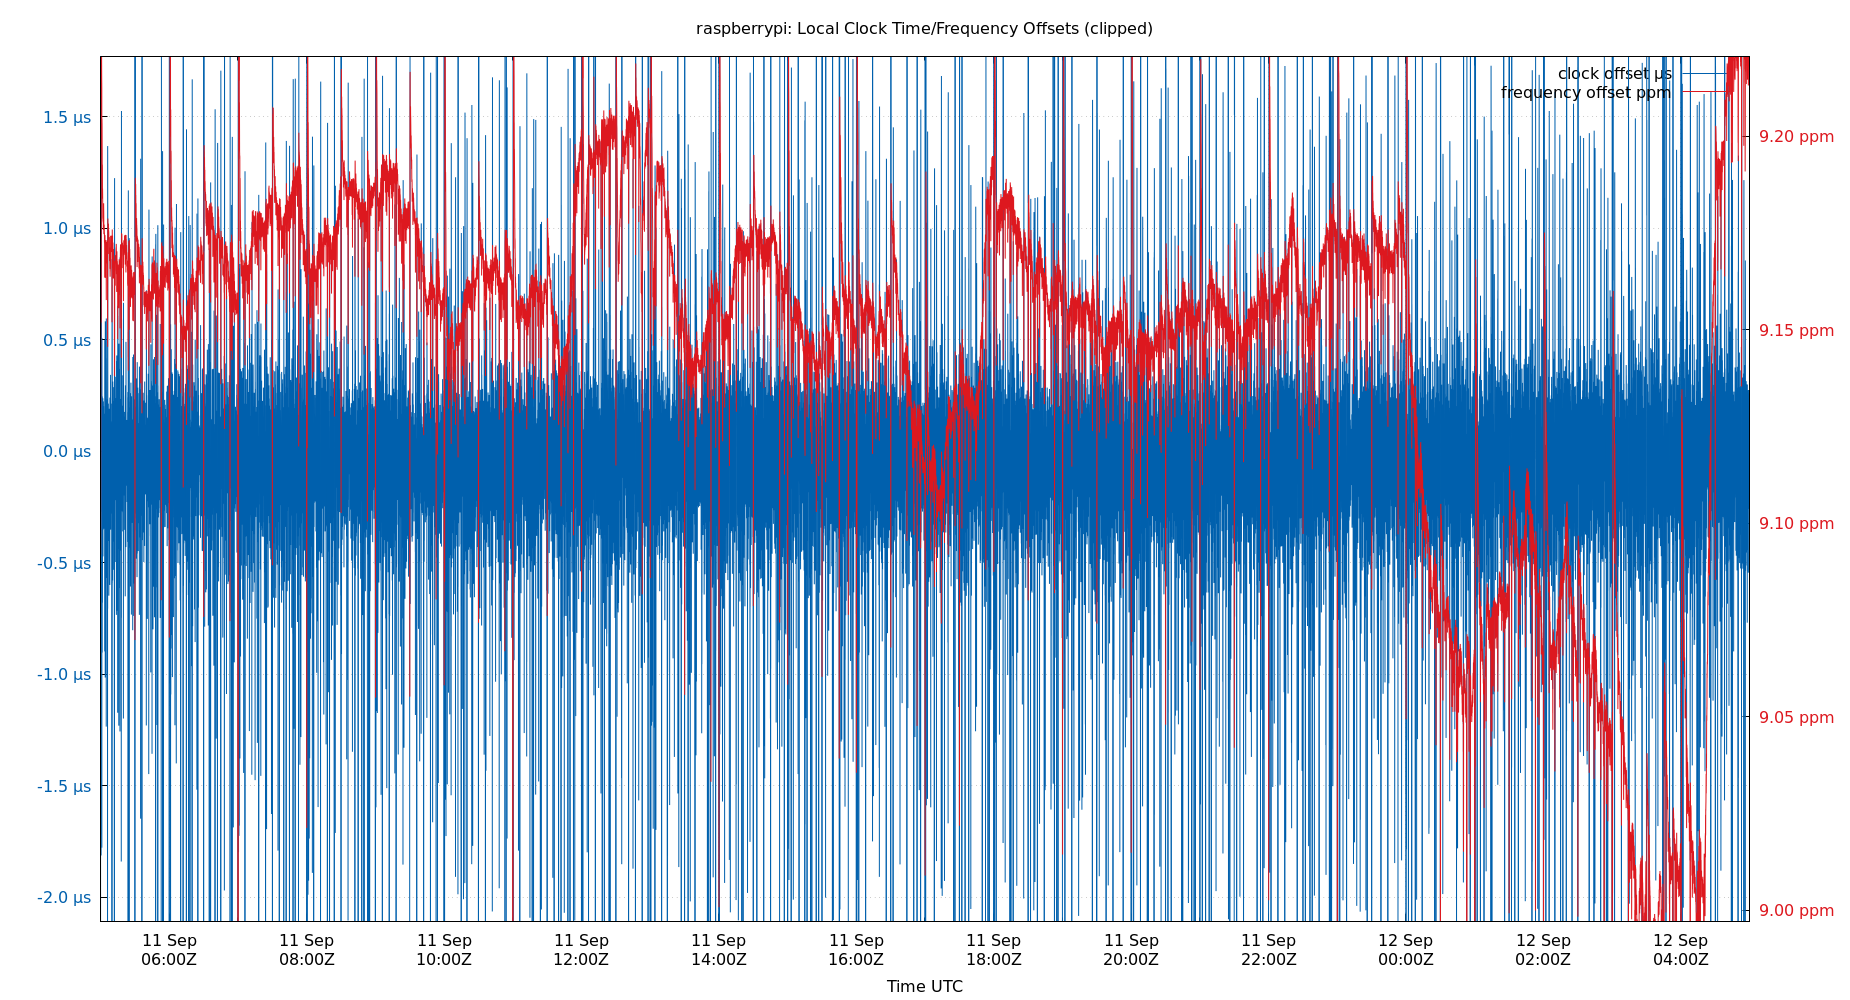 raspberrypi: Local Clock Time/Frequency Offsets (clipped)
clock offset µs
frequency offset ppm
1.5 µs
1.0 µs
0.5 µs
0.0 µs
-0.5 µs
-1.0 µs
-1.5 µs
-2.0 µs
9.20 ppm
9.15 ppm
9.10 ppm
9.05 ppm
9.00 ppm
11 Sep 11 Sep 11 Sep 11 Sep 11 Sep 11 Sep 11 Sep 11 Sep 11 Sep 12 Sep 12 Sep 12 Sep
06:00Z 08:00Z 10:00Z 12:00Z 14:00Z 16:00Z 18:00Z 20:00Z 22:00Z 00:00Z 02:00Z 04:00Z
Time UTC